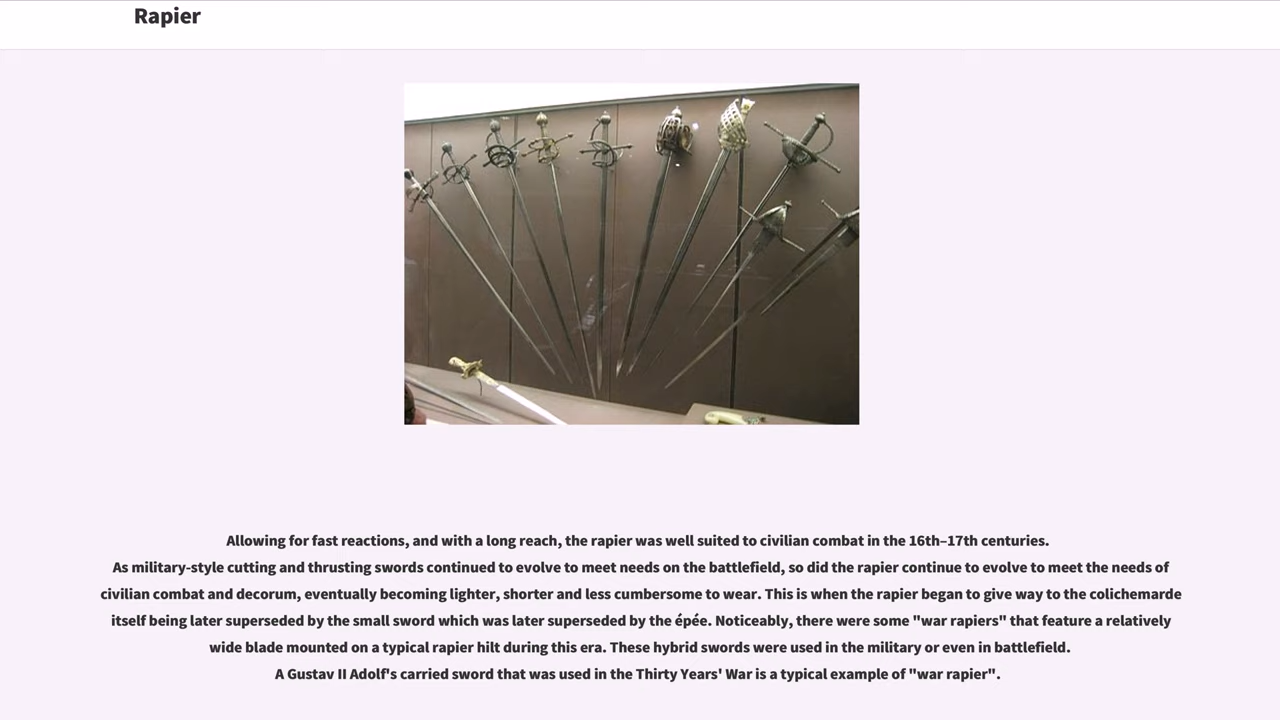 Rapier
Allowing for fast reactions, and with a long reach, the rapier was well suited to civilian combat in the 16th–17th centuries.
As military-style cutting and thrusting swords continued to evolve to meet needs on the battlefield, so did the rapier continue to evolve to meet the needs of
civilian combat and decorum, eventually becoming lighter, shorter and less cumbersome to wear. This is when the rapier began to give way to the colichemarde
itself being later superseded by the small sword which was later superseded by the épée. Noticeably, there were some "war rapiers" that feature a relatively
wide blade mounted on a typical rapier hilt during this era. These hybrid swords were used in the military or even in battlefield.
A Gustav II Adolf's carried sword that was used in the Thirty Years' War is a typical example of "war rapier".